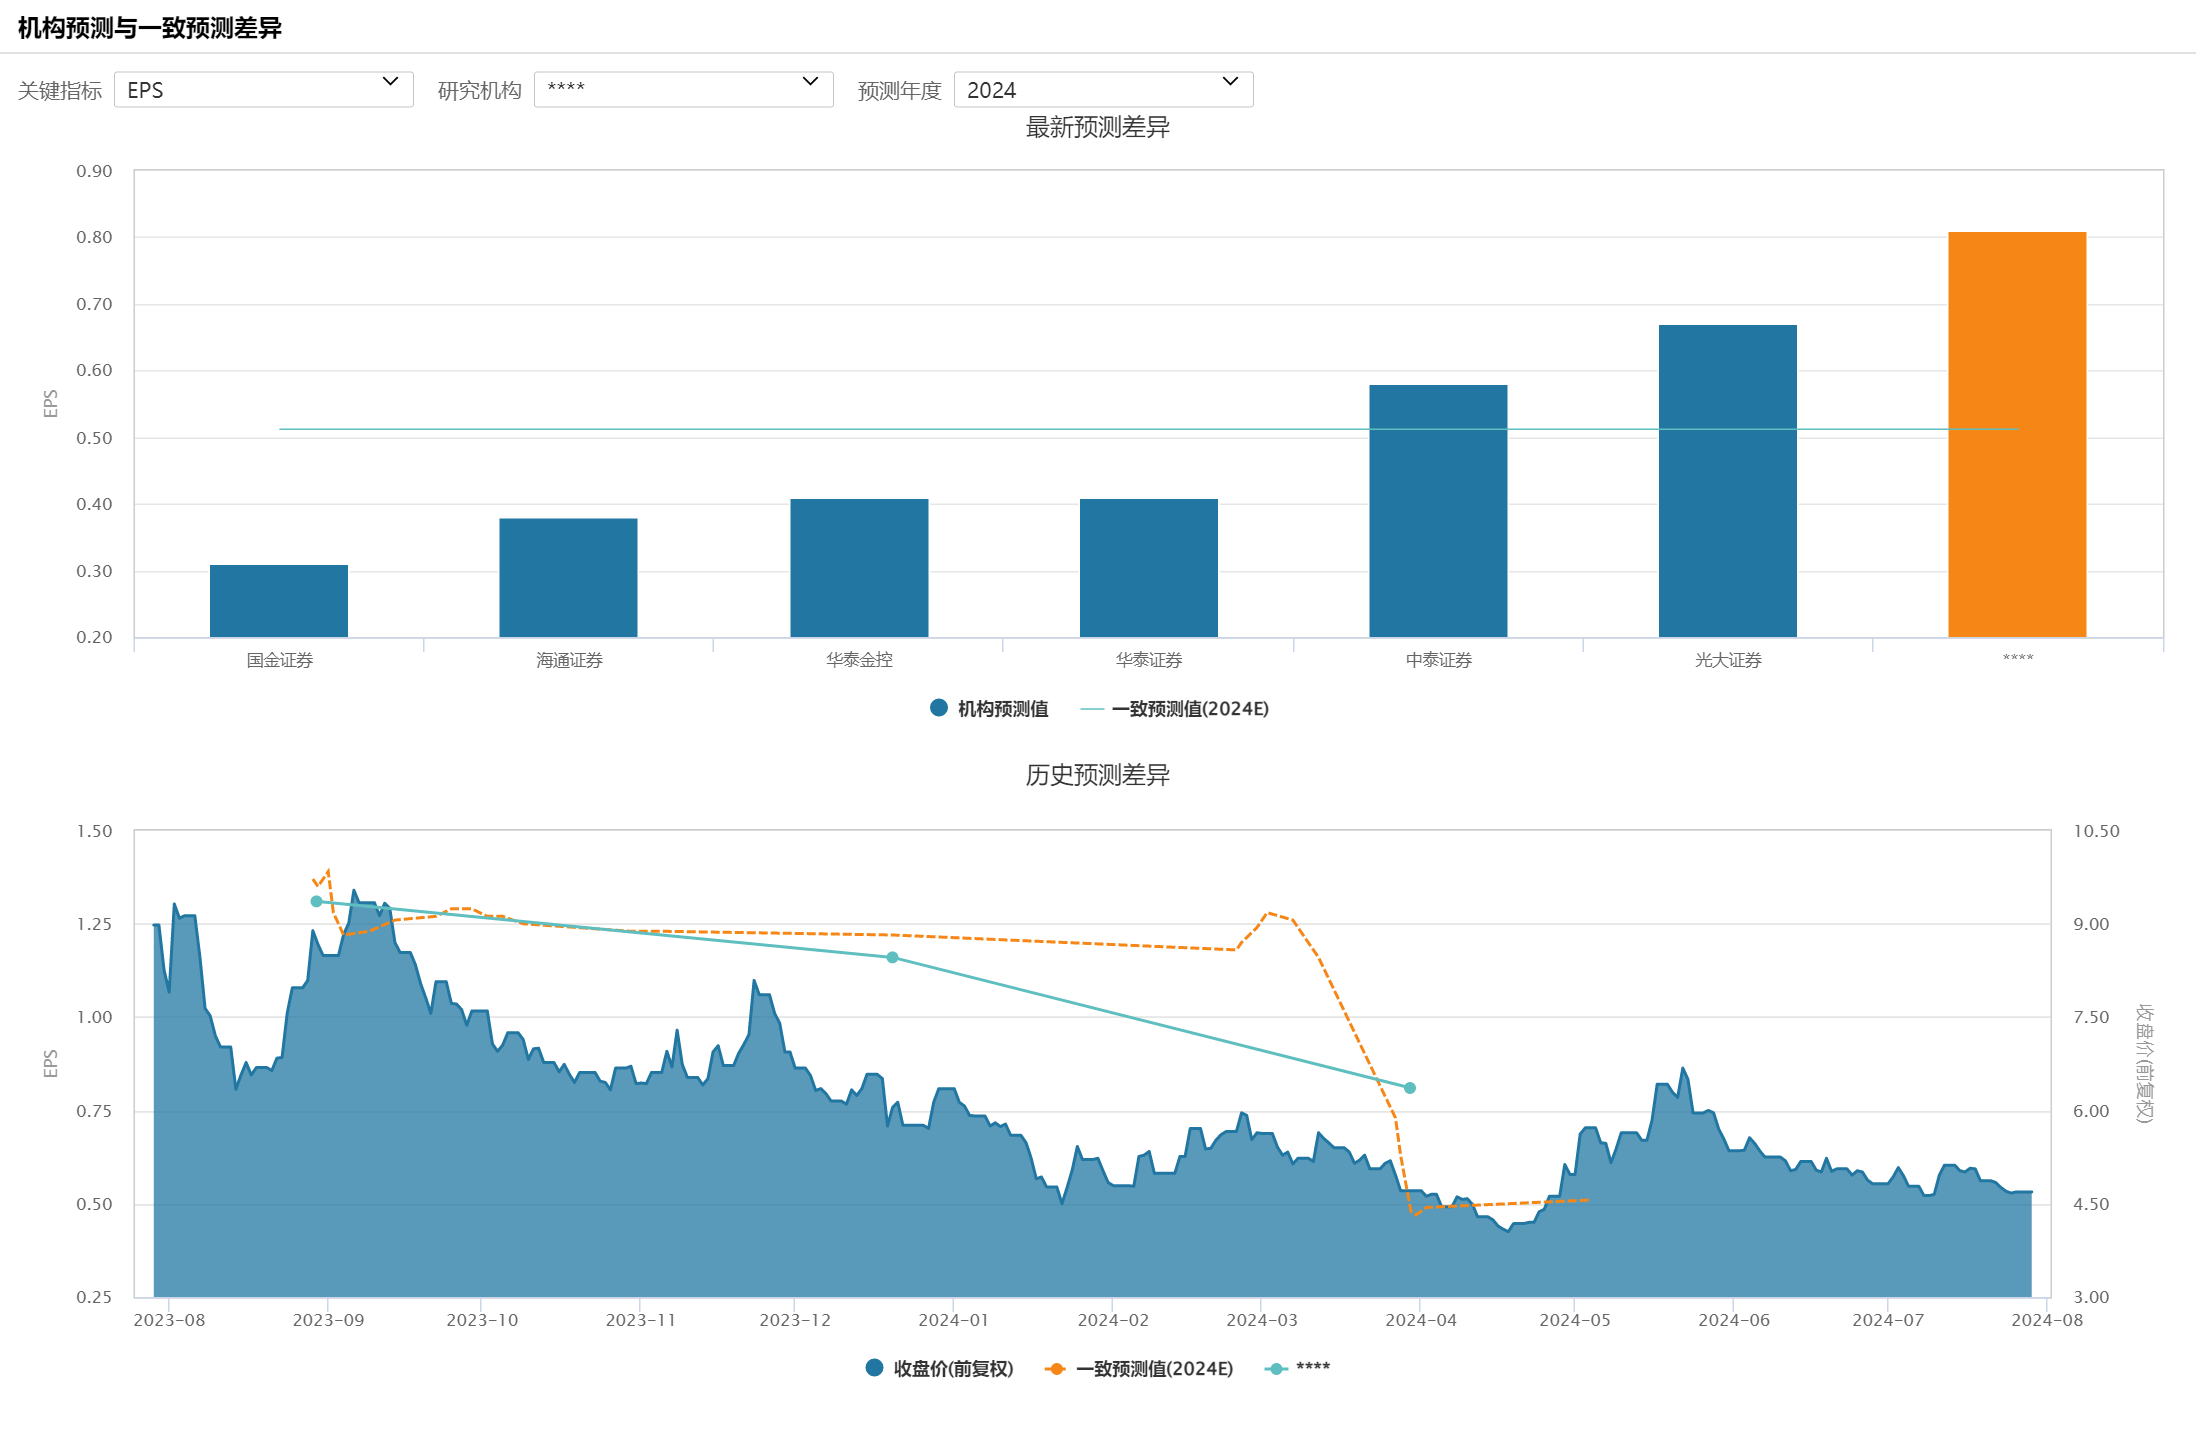 机构预测与一致预测差异
关键指标 EPS 研究机构 **** 预测年度 2024
最新预测差异
0.90
0.80
0.70
0.60
0.50
0.40
0.30
0.20
EPS
国金证券 海通证券 华泰金控 华泰证券 中泰证券 光大证券 ****
机构预测值 一致预测值(2024E)
历史预测差异
1.50
1.25
1.00
0.75
0.50
0.25
EPS
10.50
9.00
7.50
6.00
4.50
3.00
收盘价(前复权)
2023-08 2023-09 2023-10 2023-11 2023-12 2024-01 2024-02 2024-03 2024-04 2024-05 2024-06 2024-07 2024-08
收盘价(前复权) 一致预测值(2024E) ****